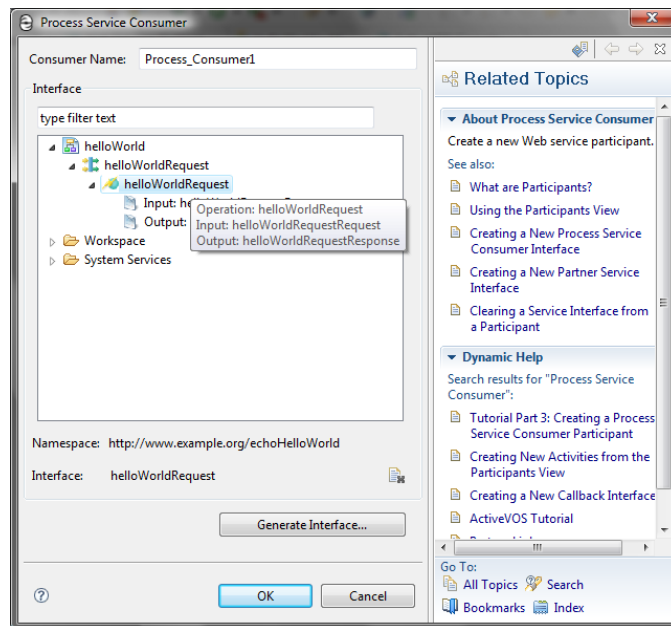 Process Service Consumer
Consumer Name: Process_Consumer1
Interface
type filter text
helloWorld
helloWorldRequest
helloWorldRequest
Input:
Output:
Operation: helloWorldRequest
Input: helloWorldRequestRequest
Output: helloWorldRequestResponse
Workspace
System Services
Namespace: http://www.example.org/echoHelloWorld
Interface: helloWorldRequest
Generate Interface...
OK
Cancel
Related Topics
About Process Service Consumer
Create a new Web service participant.
See also:
What are Participants?
Using the Participants View
Creating a New Process Service
Consumer Interface
Creating a New Partner Service
Interface
Clearing a Service Interface from
a Participant
Dynamic Help
Search results for "Process Service
Consumer":
Tutorial Part 3: Creating a Process
Service Consumer Participant
Creating New Activities from the
Participants View
Creating a New Callback Interface
ActiveVOS Tutorial
Go To:
All Topics Search
Bookmarks Index